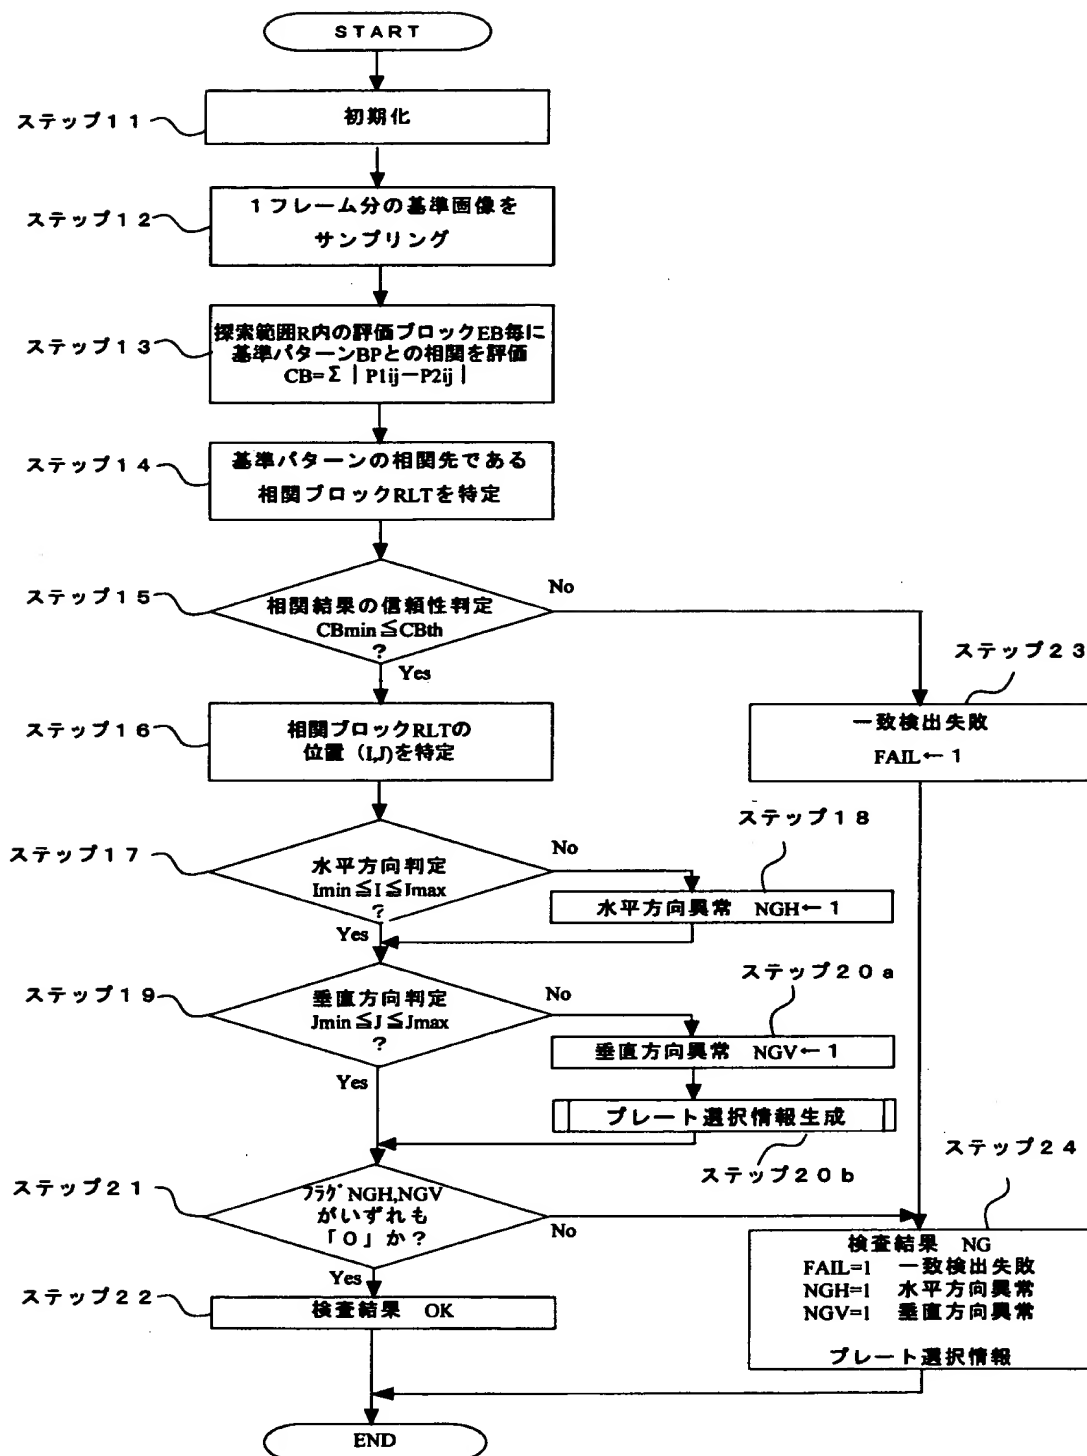 START
ステップ11
初期化
ステップ12
1フレーム分の基準画像を
サンプリング
ステップ13
探索範囲R内の評価ブロックEB毎に
基準パターンBPとの相関を評価
CB=Σ|P1ij－P2ij|
ステップ14
基準パターンの相関先である
相関ブロックRLTを特定
ステップ15
相関結果の信頼性判定
CBmin≦CBth
?
No
Yes
ステップ23
一致検出失敗
FAIL←1
ステップ16
相関ブロックRLTの
位置（I,J)を特定
ステップ17
水平方向判定
Imin≦I≦Jmax
?
No
Yes
ステップ18
水平方向異常 NGH←1
ステップ19
垂直方向判定
Jmin≦J≦Jmax
?
No
Yes
ステップ20a
垂直方向異常 NGV←1
プレート選択情報生成
ステップ20b
ステップ21
ﾌﾗｸﾞNGH,NGV
がいずれも
「0」か？
No
Yes
ステップ24
検査結果 NG
FAIL=1 一致検出失敗
NGH=1 水平方向異常
NGV=1 垂直方向異常
プレート選択情報
ステップ22
検査結果 OK
END